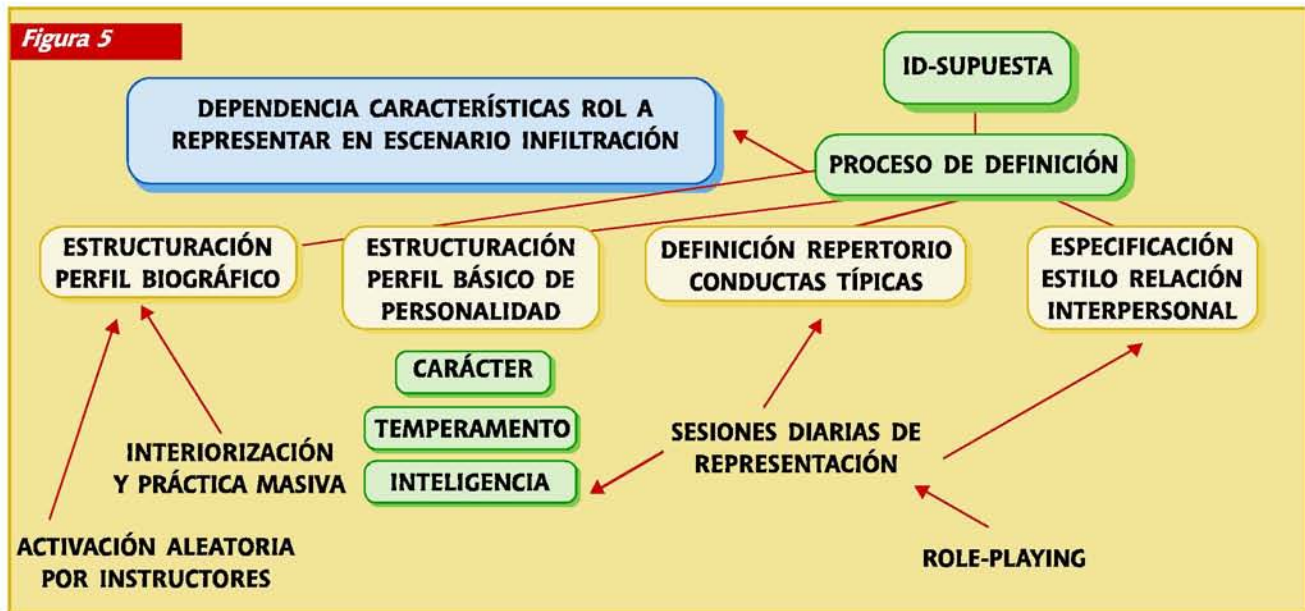 Figura 5
ID-SUPUESTA
DEPENDENCIA CARACTERÍSTICAS ROL A
REPRESENTAR EN ESCENARIO INFILTRACIÓN
PROCESO DE DEFINICIÓN
ESTRUCTURACIÓN
PERFIL BIOGRÁFICO
ESTRUCTURACIÓN
PERFIL BÁSICO DE
PERSONALIDAD
DEFINICIÓN REPERTORIO
CONDUCTAS TÍPICAS
ESPECIFICACIÓN
ESTILO RELACIÓN
INTERPERSONAL
CARÁCTER
TEMPERAMENTO
INTELIGENCIA
INTERIORIZACIÓN
Y PRÁCTICA MASIVA
SESIONES DIARIAS DE
REPRESENTACIÓN
ACTIVACIÓN ALEATORIA
POR INSTRUCTORES
ROLE-PLAYING